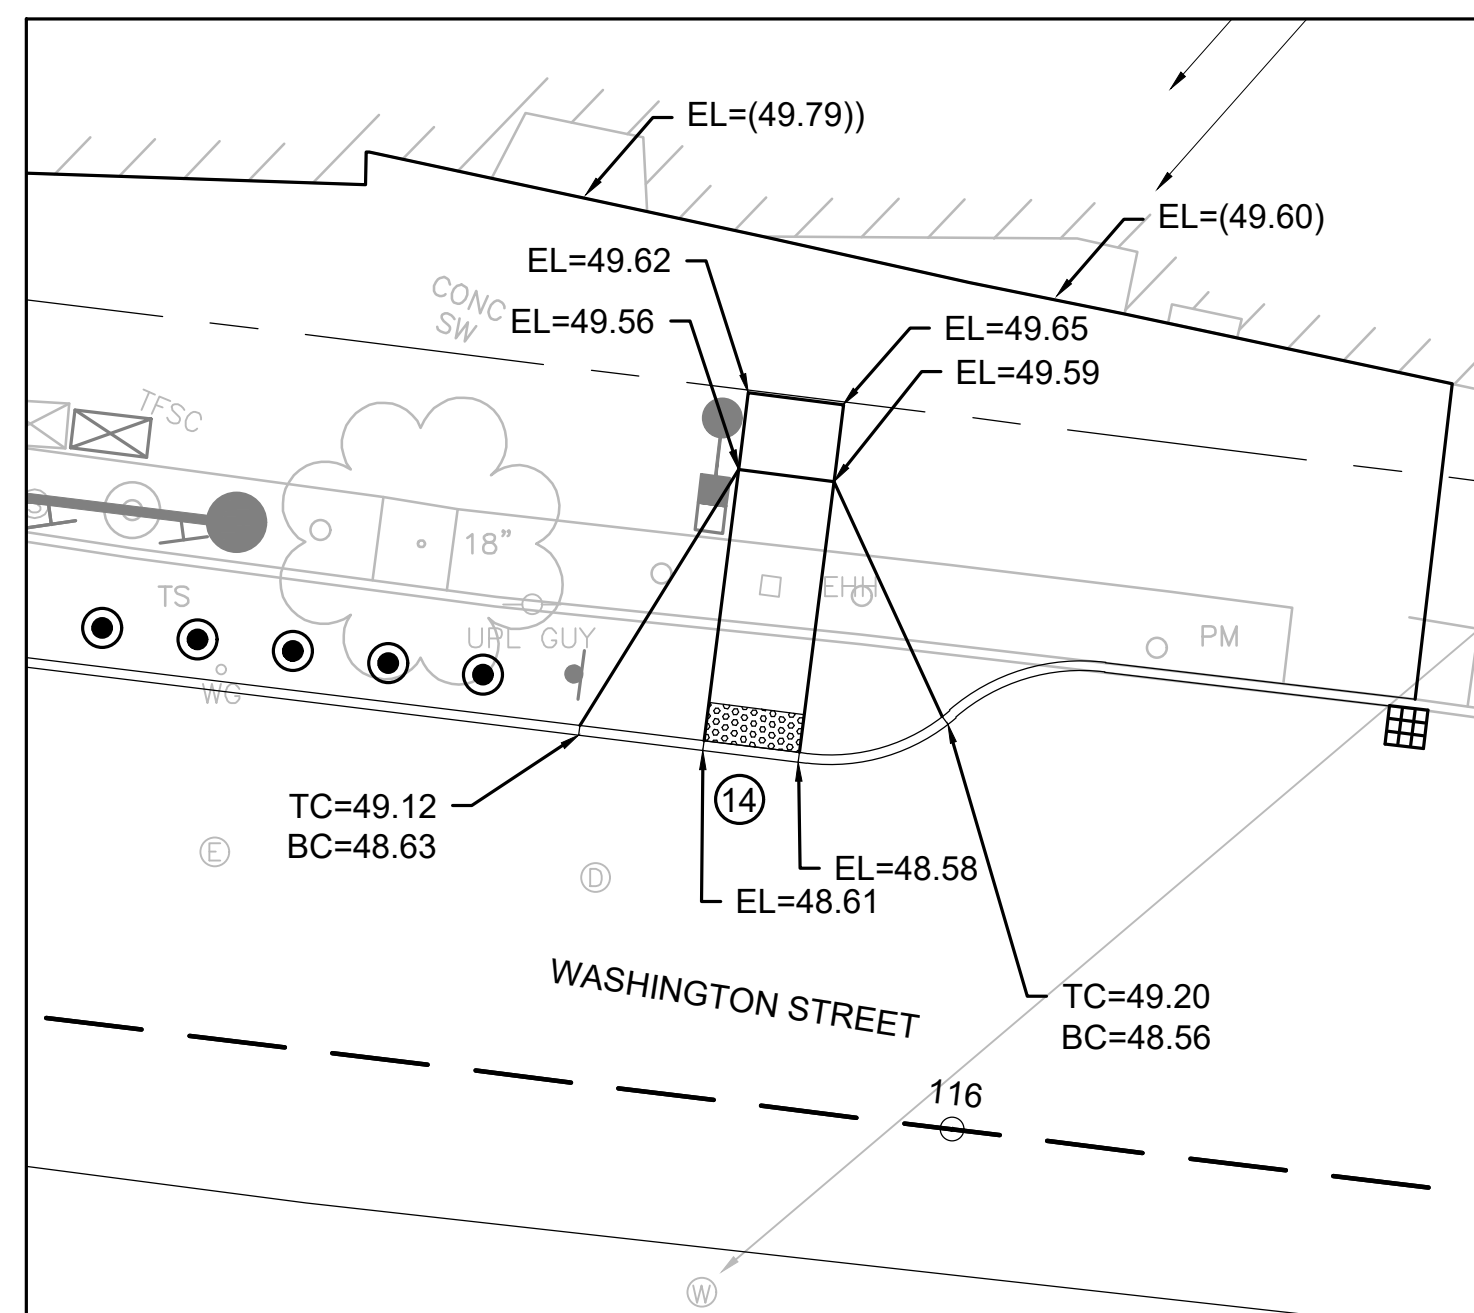 EL=(49.79))
EL=(49.60)
EL=49.62
CONC
SW
EL=49.56
EL=49.65
EL=49.59
TFSC
S
18”
EHH
TS
UPL GUY
PM
WG
14
TC=49.12
BC=48.63
E
D
EL=48.58
EL=48.61
WASHINGTON STREET
TC=49.20
BC=48.56
116
W